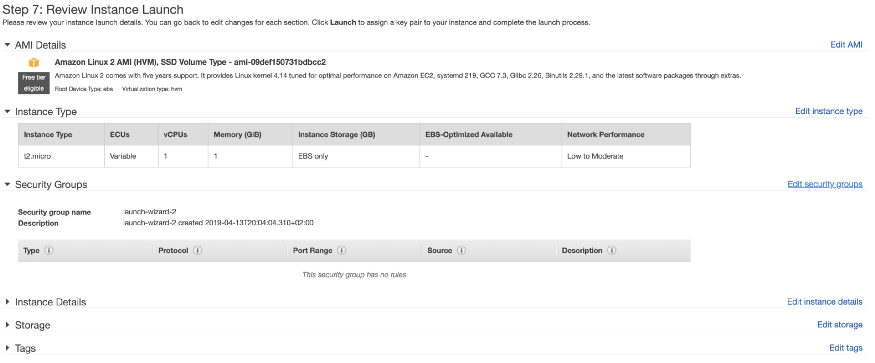 Step 7: Review Instance Launch
Please review your instance launch details. You can go back to edit changes for each section. Click Launch to assign a key pair to your instance and complete the launch process.
AMI Details Edit AMI
Amazon Linux 2 AMI (HVM), SSD Volume Type - ami-09def150731bdbcc2
Free tier eligible
Amazon Linux 2 comes with five years support. It provides Linux kernel 4.14 tuned for optimal performance on Amazon EC2, systemd 219, GCC 7.3, Glibc 2.26, Binutils 2.29.1, and the latest software packages through extras.
Root Device Type: ebs Virtualization type: hvm
Instance Type Edit instance type
Instance Type ECUs vCPUs Memory (GiB) Instance Storage (GB) EBS-Optimized Available Network Performance
t2.micro Variable 1 1 EBS only - Low to Moderate
Security Groups Edit security groups
Security group name launch-wizard-2
Description launch-wizard-2 created 2019-04-13T20:04:04.310+02:00
Type Protocol Port Range Source Description
This security group has no rules
Instance Details Edit instance details
Storage Edit storage
Tags Edit tags